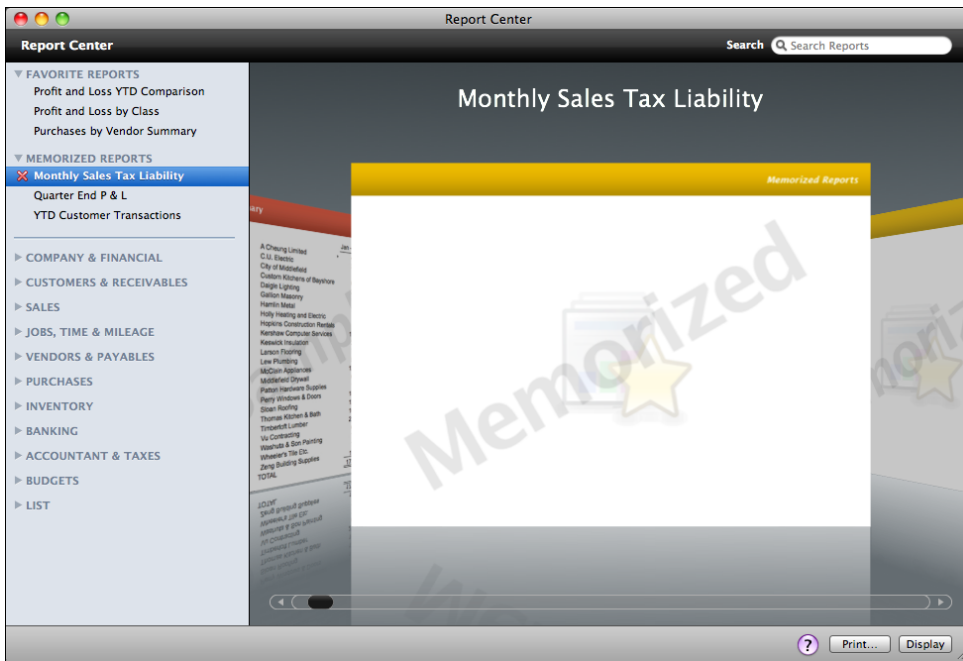 Report Center
Report Center
Search
Search Reports
FAVORITE REPORTS
Profit and Loss YTD Comparison
Profit and Loss by Class
Purchases by Vendor Summary
MEMORIZED REPORTS
Monthly Sales Tax Liability
Quarter End P & L
YTD Customer Transactions
COMPANY & FINANCIAL
CUSTOMERS & RECEIVABLES
SALES
JOBS, TIME & MILEAGE
VENDORS & PAYABLES
PURCHASES
INVENTORY
BANKING
ACCOUNTANT & TAXES
BUDGETS
LIST
Monthly Sales Tax Liability
Memorized Reports
Memorized
A Cheung Limited
C.U. Electric
City of Middlefield
Custom Kitchens of Bayshore
Daigle Lighting
Gallion Masonry
Hamlin Metal
Holly Heating and Electric
Hopkins Construction Rentals
Kershaw Computer Services
Keswick Insulation
Larson Flooring
Lew Plumbing
McClain Appliances
Middlefield Drywall
Patton Hardware Supplies
Perry Windows & Doors
Sloan Roofing
Thomas Kitchen & Bath
Timberloft Lumber
Vu Contracting
Washuta & Son Painting
Wheeler's Tile Etc.
Zeng Building Supplies
TOTAL
?
Print...
Display